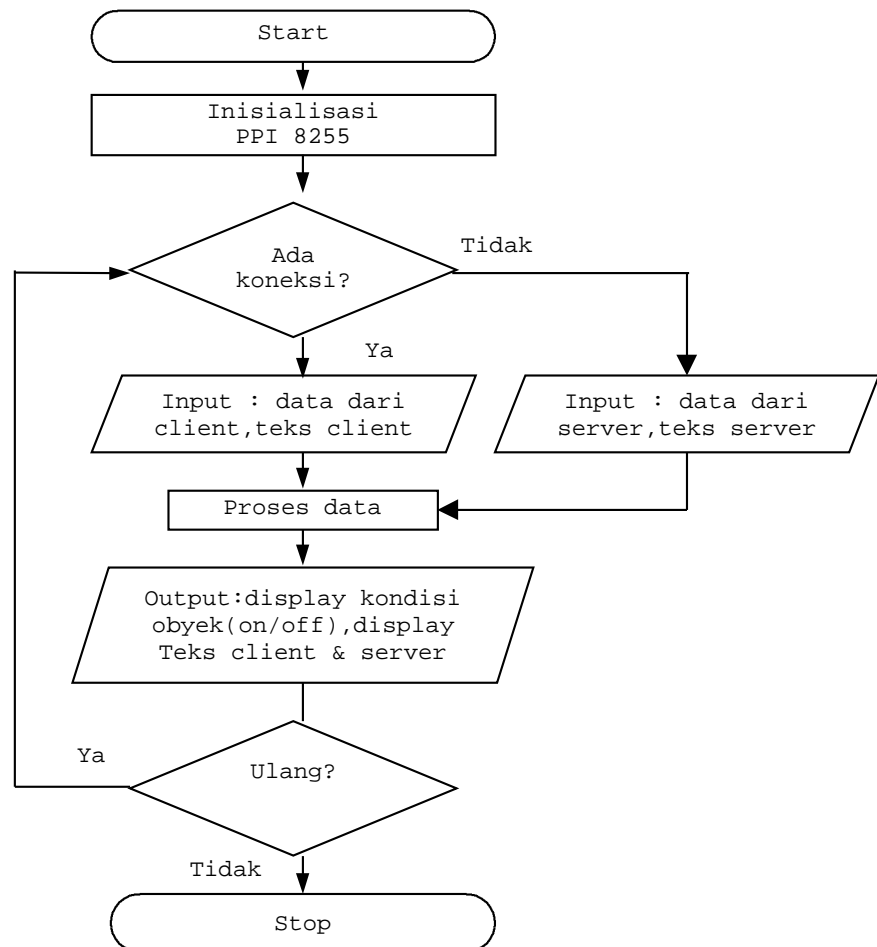 Start
Inisialisasi
PPI 8255
Ada
koneksi?
Tidak
Ya
Input : data dari
client,teks client
Input : data dari
server,teks server
Proses data
Output:display kondisi
obyek(on/off),display
Teks client & server
Ya
Ulang?
Tidak
Stop